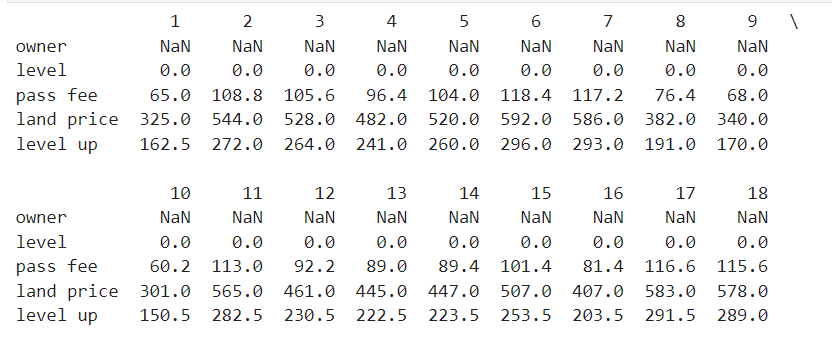 1 2 3 4 5 6 7 8 9 \
owner NaN NaN NaN NaN NaN NaN NaN NaN NaN
level 0.0 0.0 0.0 0.0 0.0 0.0 0.0 0.0 0.0
pass fee 65.0 108.8 105.6 96.4 104.0 118.4 117.2 76.4 68.0
land price 325.0 544.0 528.0 482.0 520.0 592.0 586.0 382.0 340.0
level up 162.5 272.0 264.0 241.0 260.0 296.0 293.0 191.0 170.0
10 11 12 13 14 15 16 17 18
owner NaN NaN NaN NaN NaN NaN NaN NaN NaN
level 0.0 0.0 0.0 0.0 0.0 0.0 0.0 0.0 0.0
pass fee 60.2 113.0 92.2 89.0 89.4 101.4 81.4 116.6 115.6
land price 301.0 565.0 461.0 445.0 447.0 507.0 407.0 583.0 578.0
level up 150.5 282.5 230.5 222.5 223.5 253.5 203.5 291.5 289.0